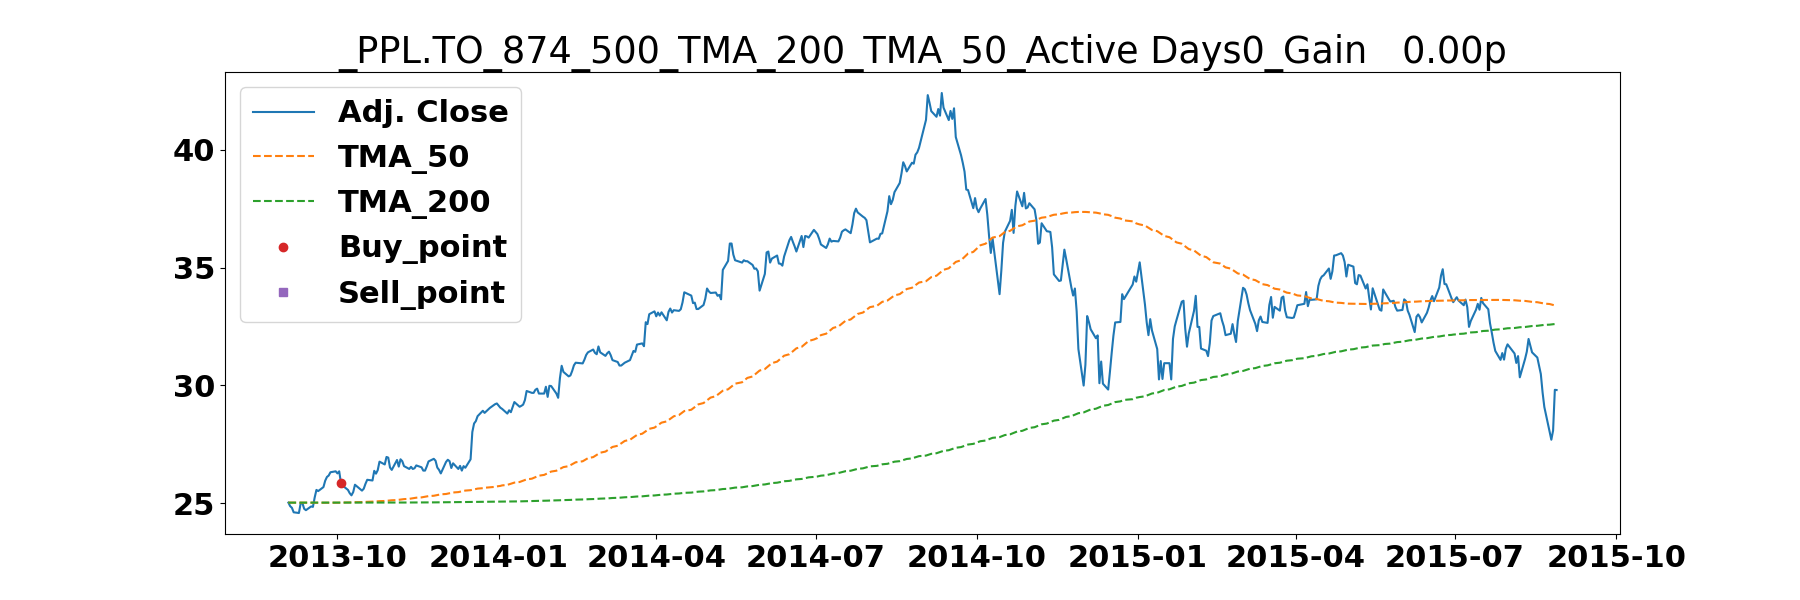 _PPL.TO_874_500_TMA_200_TMA_50_Active Days0_Gain   0.00p
Adj. Close
TMA_50
TMA_200
Buy_point
Sell_point
40
35
30
25
2013-10 2014-01 2014-04 2014-07 2014-10 2015-01 2015-04 2015-07 2015-10